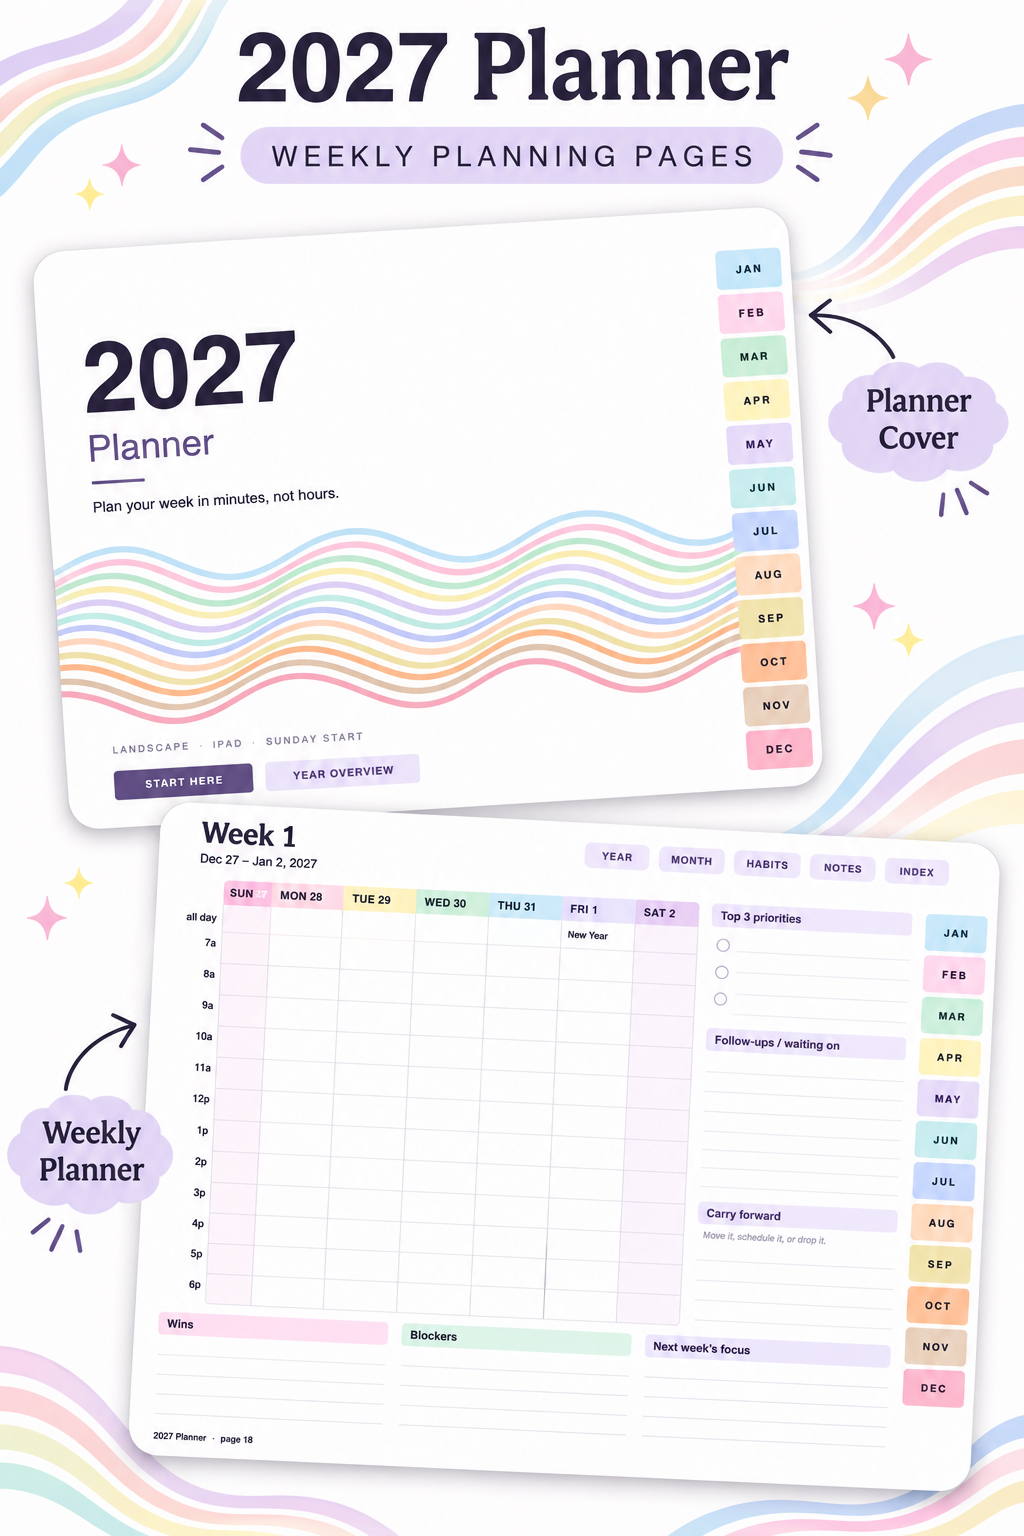 2027 Planner
WEEKLY PLANNING PAGES
2027
Planner
Plan your week in minutes, not hours.
LANDSCAPE · IPAD · SUNDAY START
START HERE
YEAR OVERVIEW
JAN
FEB
MAR
APR
MAY
JUN
JUL
AUG
SEP
OCT
NOV
DEC
Planner
Cover
Week 1
Dec 27 – Jan 2, 2027
YEAR
MONTH
HABITS
NOTES
INDEX
SUN 27
MON 28
TUE 29
WED 30
THU 31
FRI 1
SAT 2
all day
New Year
7a
8a
9a
10a
11a
12p
1p
2p
3p
4p
5p
6p
Top 3 priorities
Follow-ups / waiting on
Carry forward
Move it, schedule it, or drop it.
JAN
FEB
MAR
APR
MAY
JUN
JUL
AUG
SEP
OCT
NOV
DEC
Wins
Blockers
Next week's focus
2027 Planner · page 18
Weekly
Planner